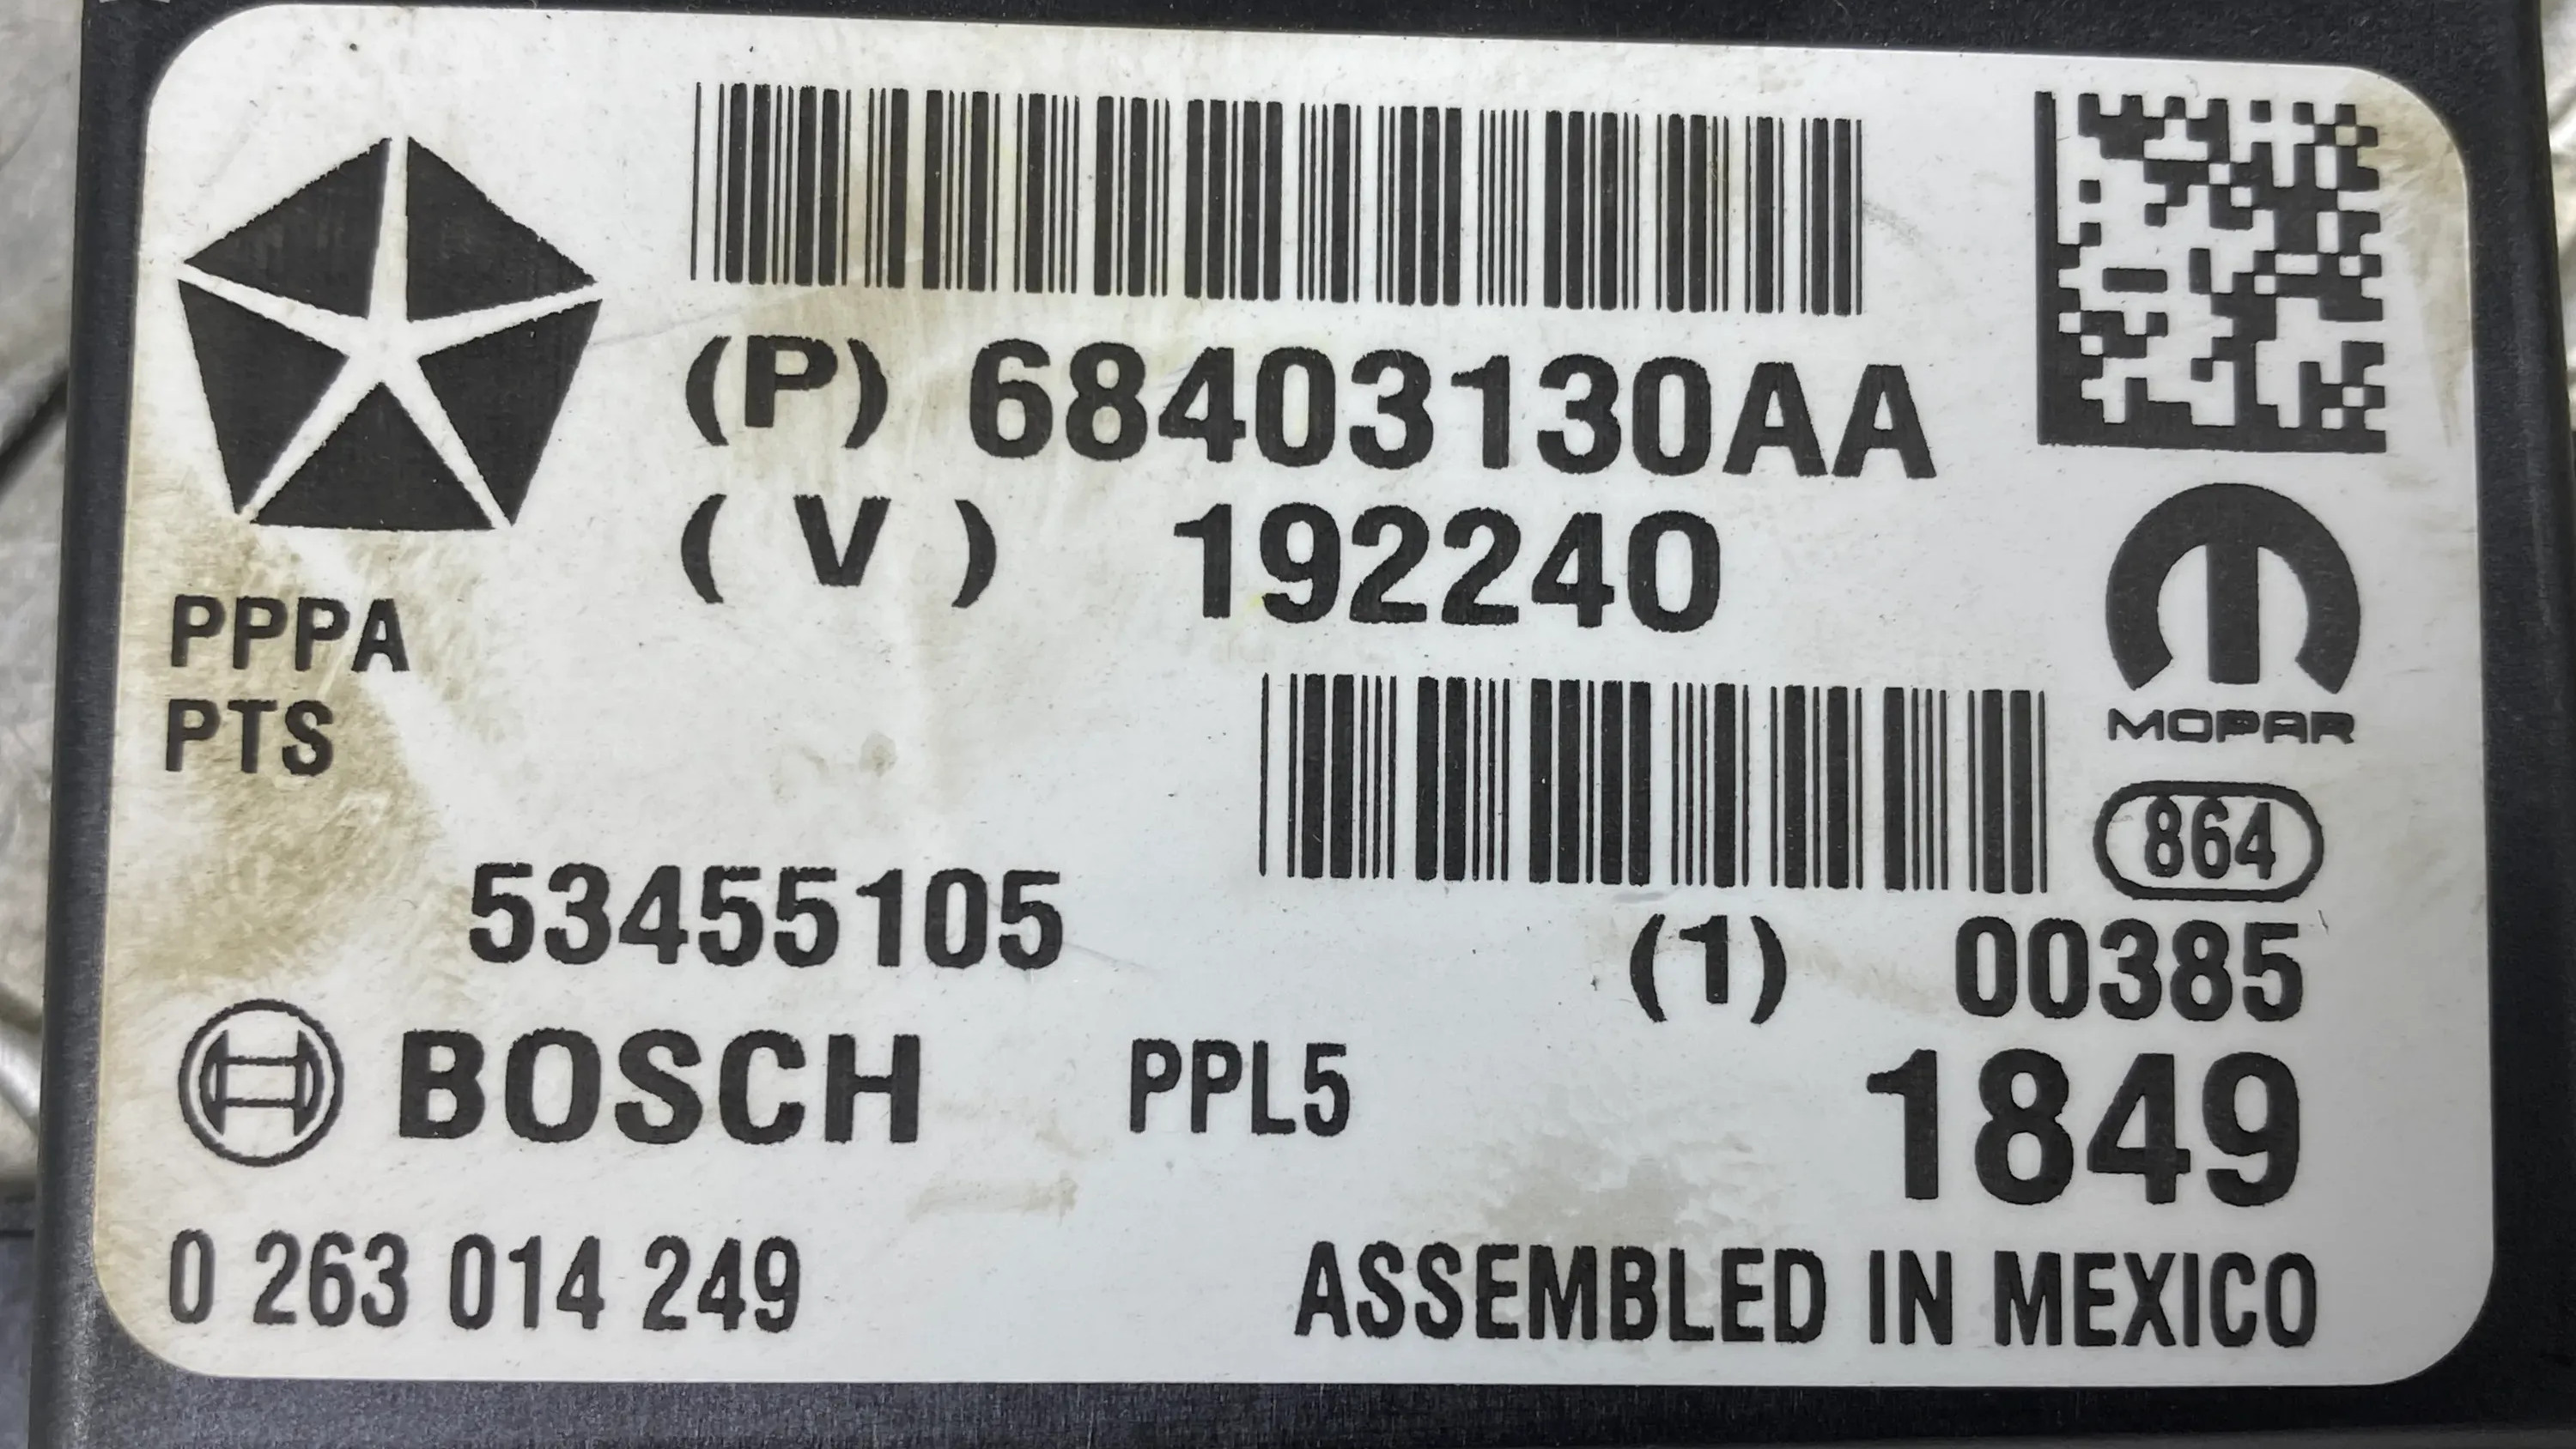 (P) 68403130AA
(V) 192240
PPPA
PTS
MOPAR
864
53455105
(1) 00385
BOSCH PPL5 1849
0 263 014 249 ASSEMBLED IN MEXICO